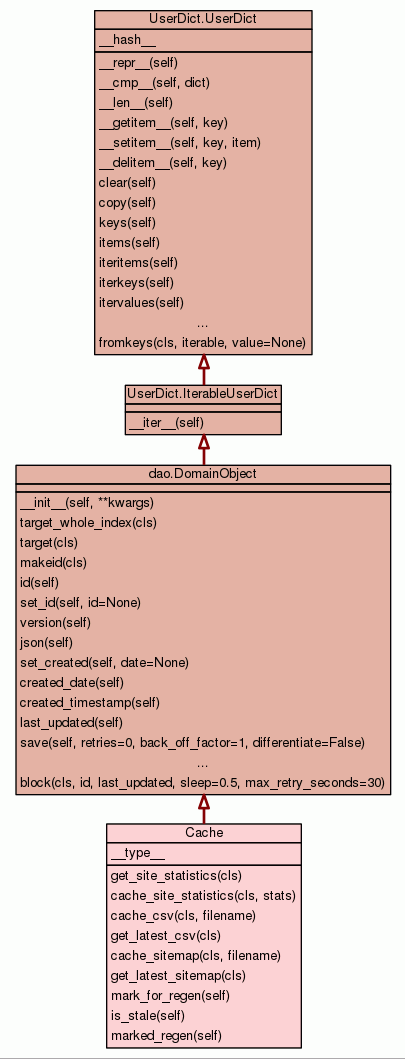 UserDict.UserDict
__hash__
__repr__(self)
__cmp__(self, dict)
__len__(self)
__getitem__(self, key)
__setitem__(self, key, item)
__delitem__(self, key)
clear(self)
copy(self)
keys(self)
items(self)
iteritems(self)
iterkeys(self)
itervalues(self)
...
fromkeys(cls, iterable, value=None)
UserDict.IterableUserDict
__iter__(self)
dao.DomainObject
__init__(self, **kwargs)
target_whole_index(cls)
target(cls)
makeid(cls)
id(self)
set_id(self, id=None)
version(self)
json(self)
set_created(self, date=None)
created_date(self)
created_timestamp(self)
last_updated(self)
save(self, retries=0, back_off_factor=1, differentiate=False)
...
block(cls, id, last_updated, sleep=0.5, max_retry_seconds=30)
Cache
__type__
get_site_statistics(cls)
cache_site_statistics(cls, stats)
cache_csv(cls, filename)
get_latest_csv(cls)
cache_sitemap(cls, filename)
get_latest_sitemap(cls)
mark_for_regen(self)
is_stale(self)
marked_regen(self)